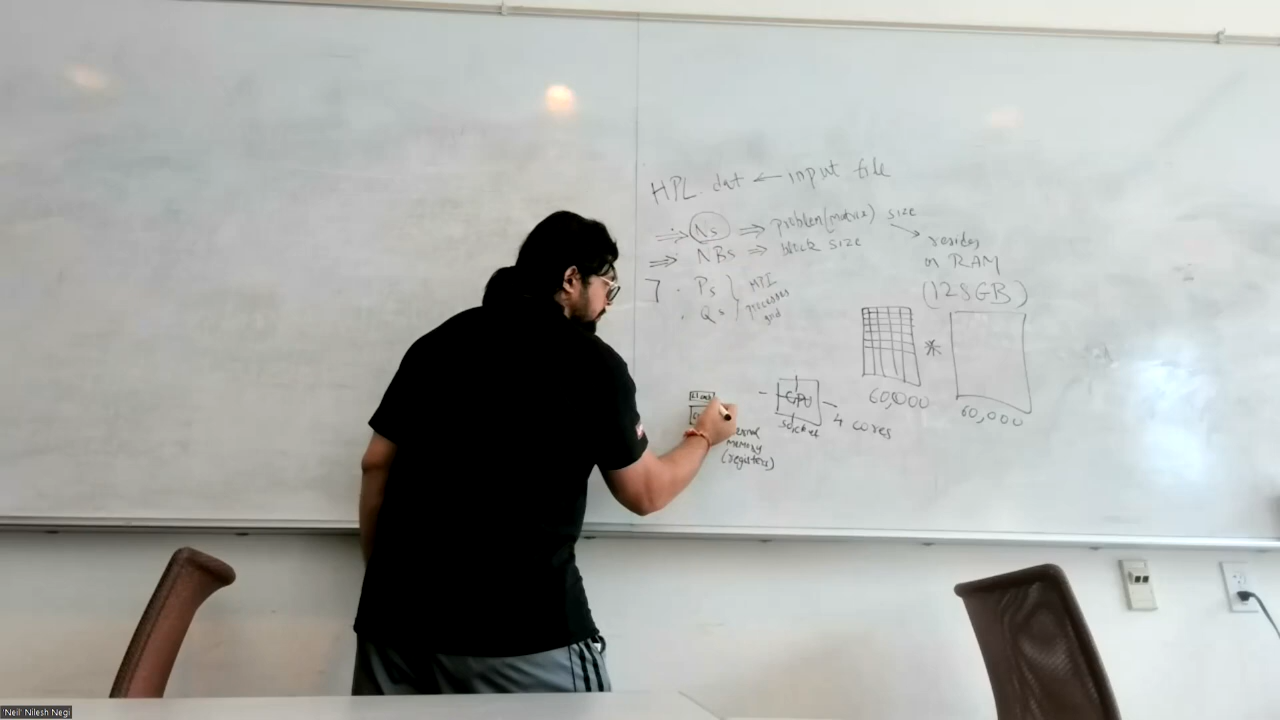 HPL.dat ← input file
⇒ Ns ⇒ problem(matrix) size
→ resides
on RAM
(128GB)
⇒ NBs ⇒ block size
7 . Ps } MPI
. Qs processes
grid
*
60,000
60,000
CPU
socket
4 cores
memory
(registers)
'Neil' Nilesh Negi